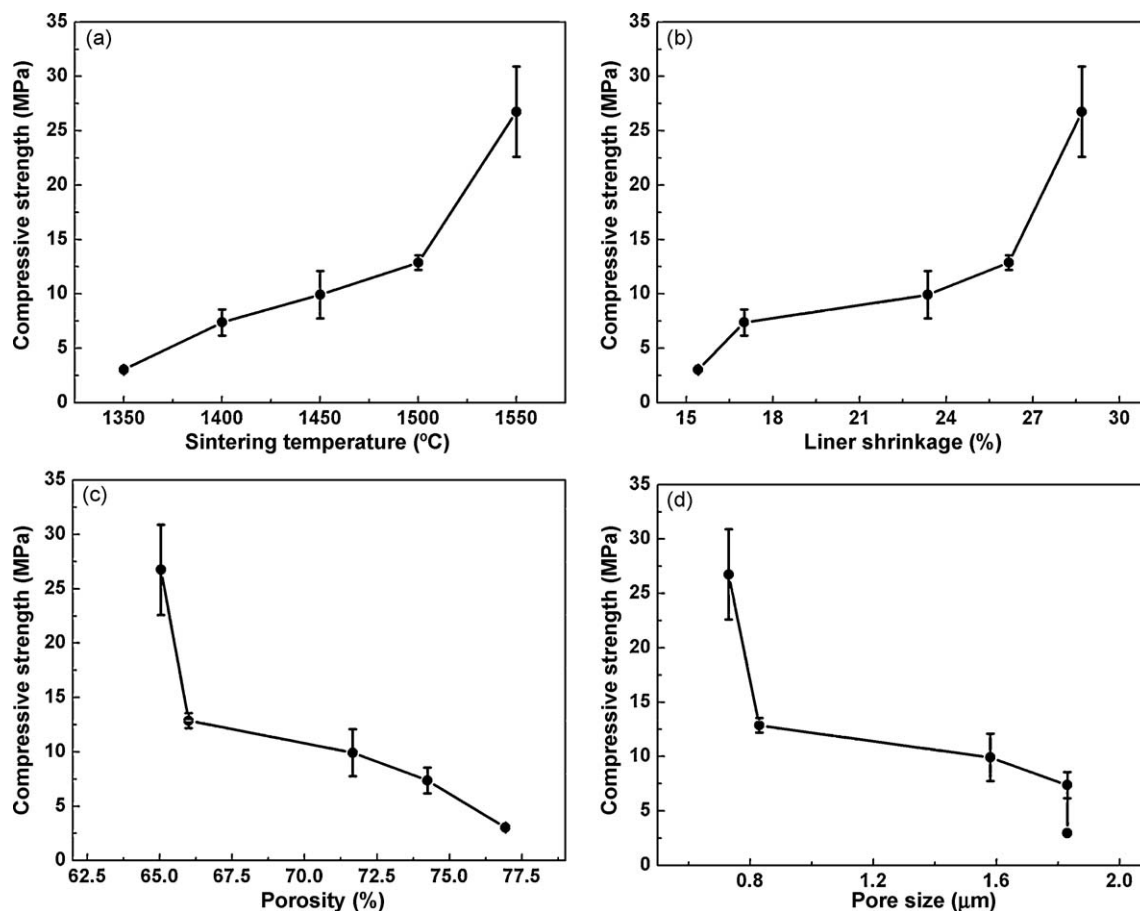 (a)
Compressive strength (MPa)
35
30
25
20
15
10
5
0
1350 1400 1450 1500 1550
Sintering temperature (ºC)
(b)
Compressive strength (MPa)
35
30
25
20
15
10
5
0
15 18 21 24 27 30
Liner shrinkage (%)
(c)
Compressive strength (MPa)
35
30
25
20
15
10
5
0
62.5 65.0 67.5 70.0 72.5 75.0 77.5
Porosity (%)
(d)
Compressive strength (MPa)
35
30
25
20
15
10
5
0
0.8 1.2 1.6 2.0
Pore size (μm)